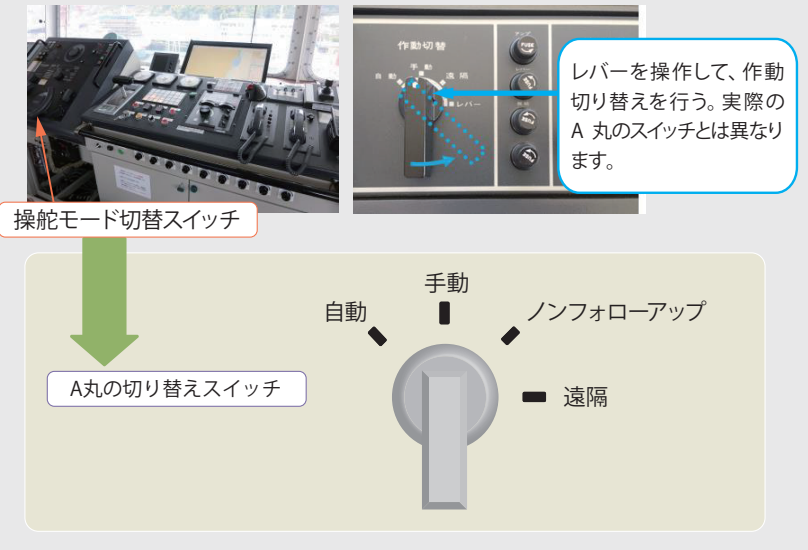 作動切替
手動
自動
遠隔
レバー
FUSE
レバーを操作して、作動
切り替えを行う。実際の
A 丸のスイッチとは異なり
ます。
操舵モード切替スイッチ
手動
自動
ノンフォローアップ
A丸の切り替えスイッチ
遠隔